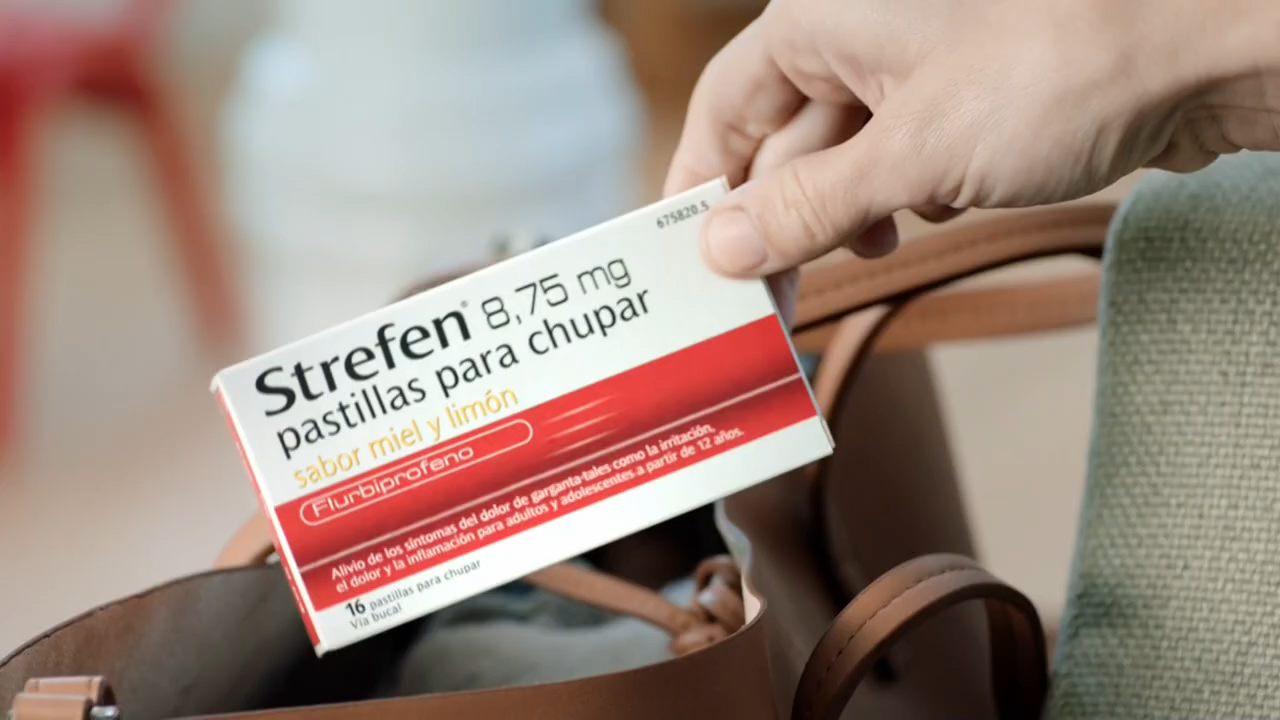 675820.5
Strefen® 8,75 mg
pastillas para chupar
sabor miel y limón
Flurbiprofeno
Alivio de los síntomas del dolor de garganta tales como la irritación,
el dolor y la inflamación para adultos y adolescentes a partir de 12 años.
16 pastillas para chupar
Vía bucal